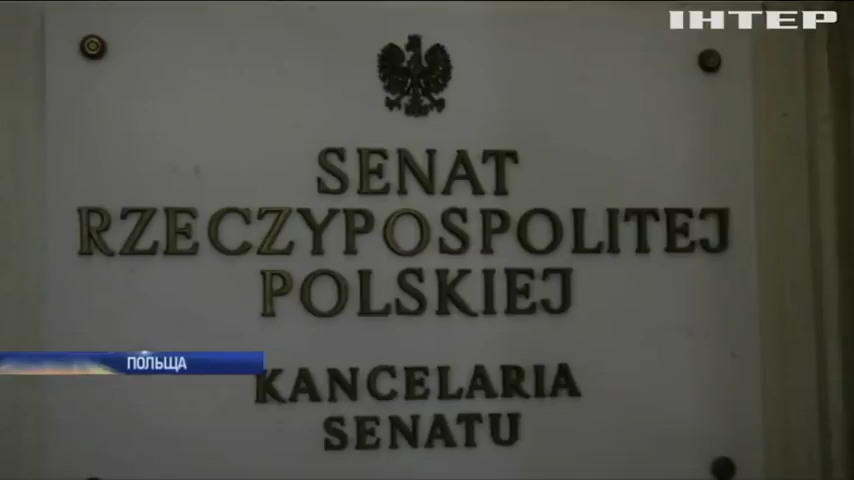 ІНТЕР
SENAT
RZECZYPOSPOLITEJ
POLSKIEJ
ПОЛЬЩА
KANCELARIA
SENATU